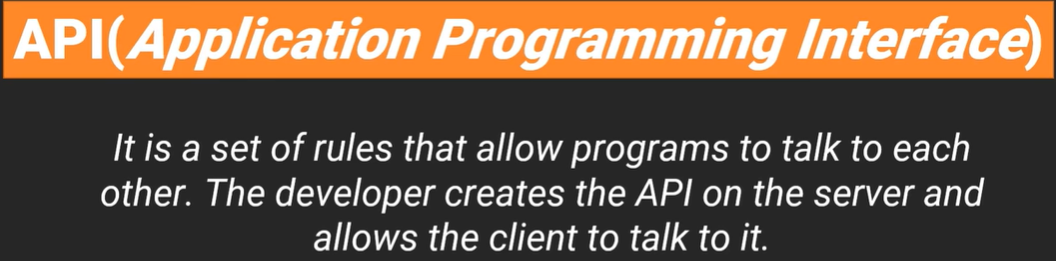 API(Application Programming Interface)
It is a set of rules that allow programs to talk to each
other. The developer creates the API on the server and
allows the client to talk to it.